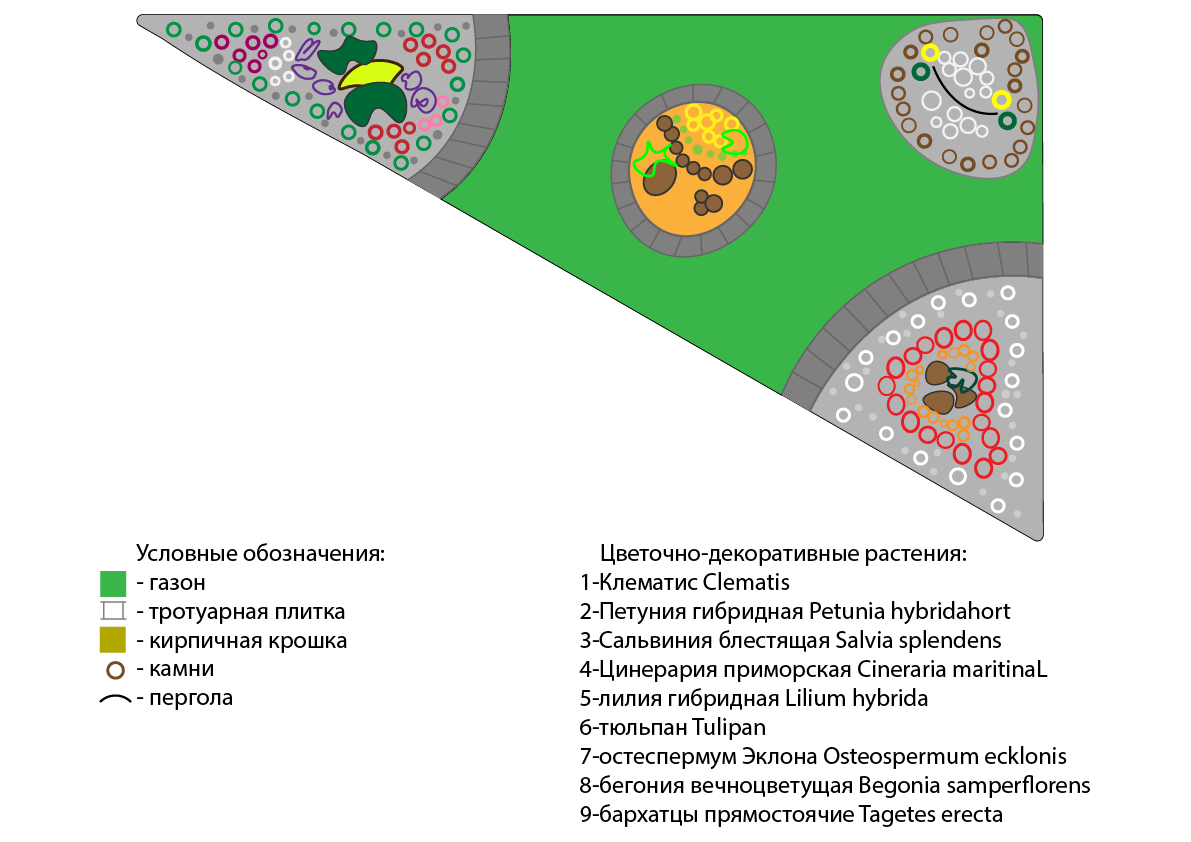 Условные обозначения:
- газон
- тротуарная плитка
- кирпичная крошка
- камни
- пергола
Цветочно-декоративные растения:
1-Клематис Clematis
2-Петуния гибридная Petunia hybridahort
3-Сальвиния блестящая Salvia splendens
4-Цинерария приморская Cineraria maritinaL
5-лилия гибридная Lilium hybrida
6-тюльпан Tulipan
7-остеспермум Эклона Osteospermum ecklonis
8-бегония вечноцветущая Begonia samperflorens
9-бархатцы прямостоячие Tagetes erecta